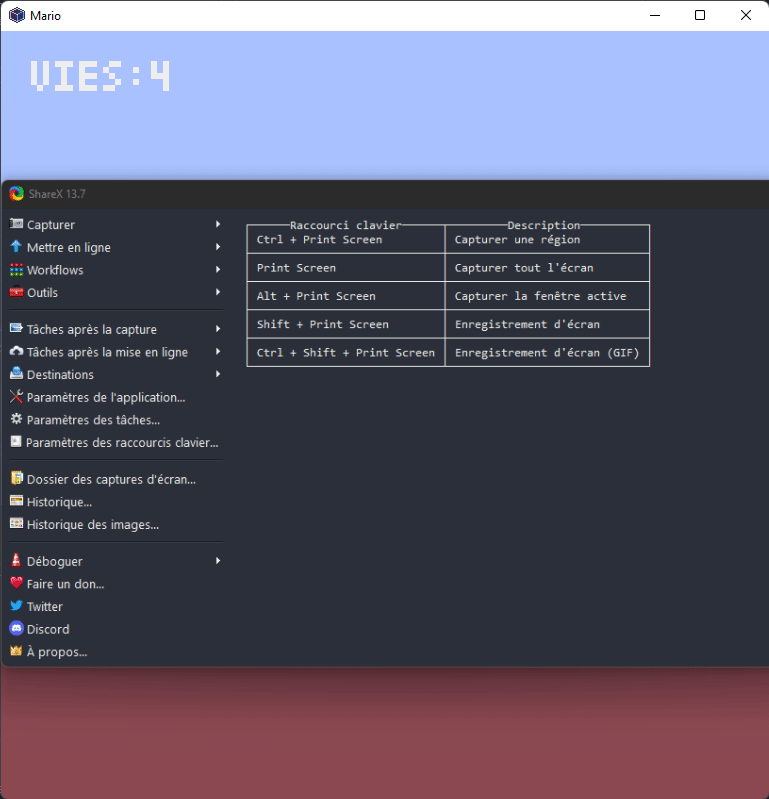 Mario
VIES:4
ShareX 13.7
Capturer
Mettre en ligne
Workflows
Outils
Tâches après la capture
Tâches après la mise en ligne
Destinations
Paramètres de l'application...
Paramètres des tâches...
Paramètres des raccourcis clavier...
Dossier des captures d'écran...
Historique...
Historique des images...
Déboguer
Faire un don...
Twitter
Discord
À propos...
Raccourci clavier Description
Ctrl + Print Screen Capturer une région
Print Screen Capturer tout l'écran
Alt + Print Screen Capturer la fenêtre active
Shift + Print Screen Enregistrement d'écran
Ctrl + Shift + Print Screen Enregistrement d'écran (GIF)